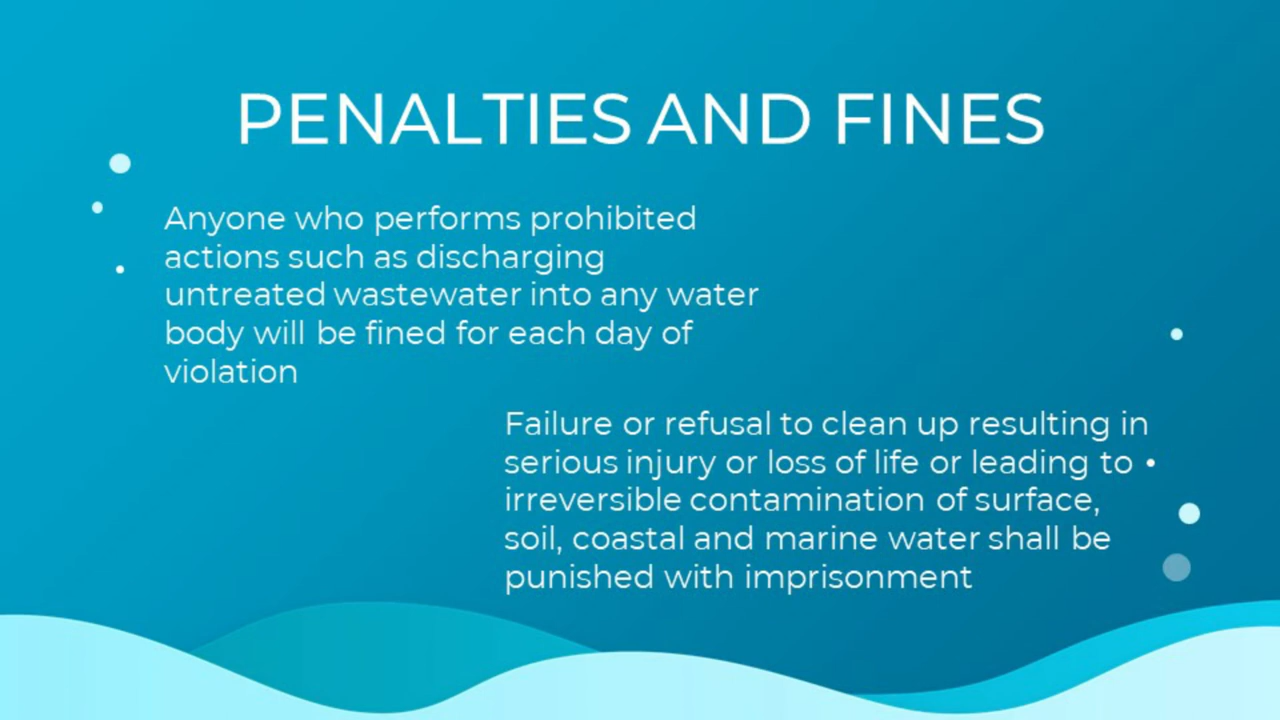 PENALTIES AND FINES
Anyone who performs prohibited
actions such as discharging
untreated wastewater into any water
body will be fined for each day of
violation
Failure or refusal to clean up resulting in
serious injury or loss of life or leading to
irreversible contamination of surface,
soil, coastal and marine water shall be
punished with imprisonment